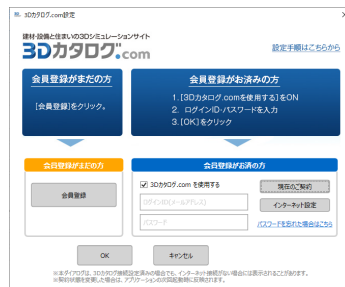 3Dカタログ.com設定
建材・設備と住まいの3Dシミュレーションサイト
3Dカタログ.com
設定手順はこちらから
会員登録がまだの方
[会員登録]をクリック。
会員登録がお済みの方
1.[3Dカタログ.comを使用する]をON
2. ログインID・パスワードを入力
3.[OK]をクリック
会員登録がまだの方
会員登録
会員登録がお済の方
3Dカタログ.com を使用する
ログインID(メールアドレス)
パスワード
現在のご契約
インターネット設定
パスワードを忘れた場合はこちら
OK
キャンセル
※本ダイアログは、3Dカタログ接続設定済みの場合でも、インターネット接続がない場合には表示されることがあります。
※契約状態を変更した場合は、アプリケーションの次回起動時に反映されます。